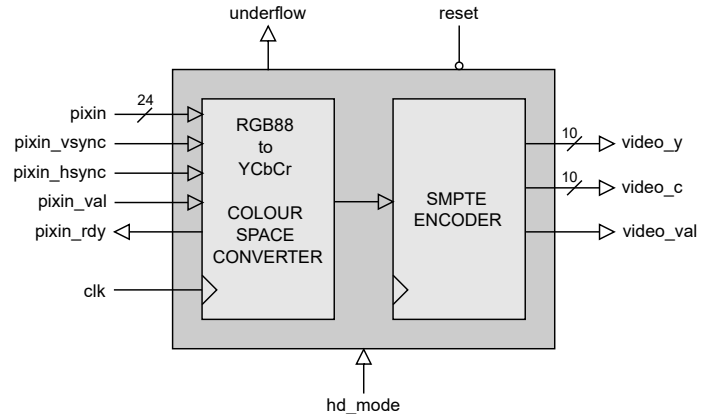 underflow
reset
pixin
24
pixin_vsync
pixin_hsync
pixin_val
pixin_rdy
clk
RGB88
to
YCbCr
COLOUR
SPACE
CONVERTER
SMPTE
ENCODER
10
video_y
10
video_c
video_val
hd_mode